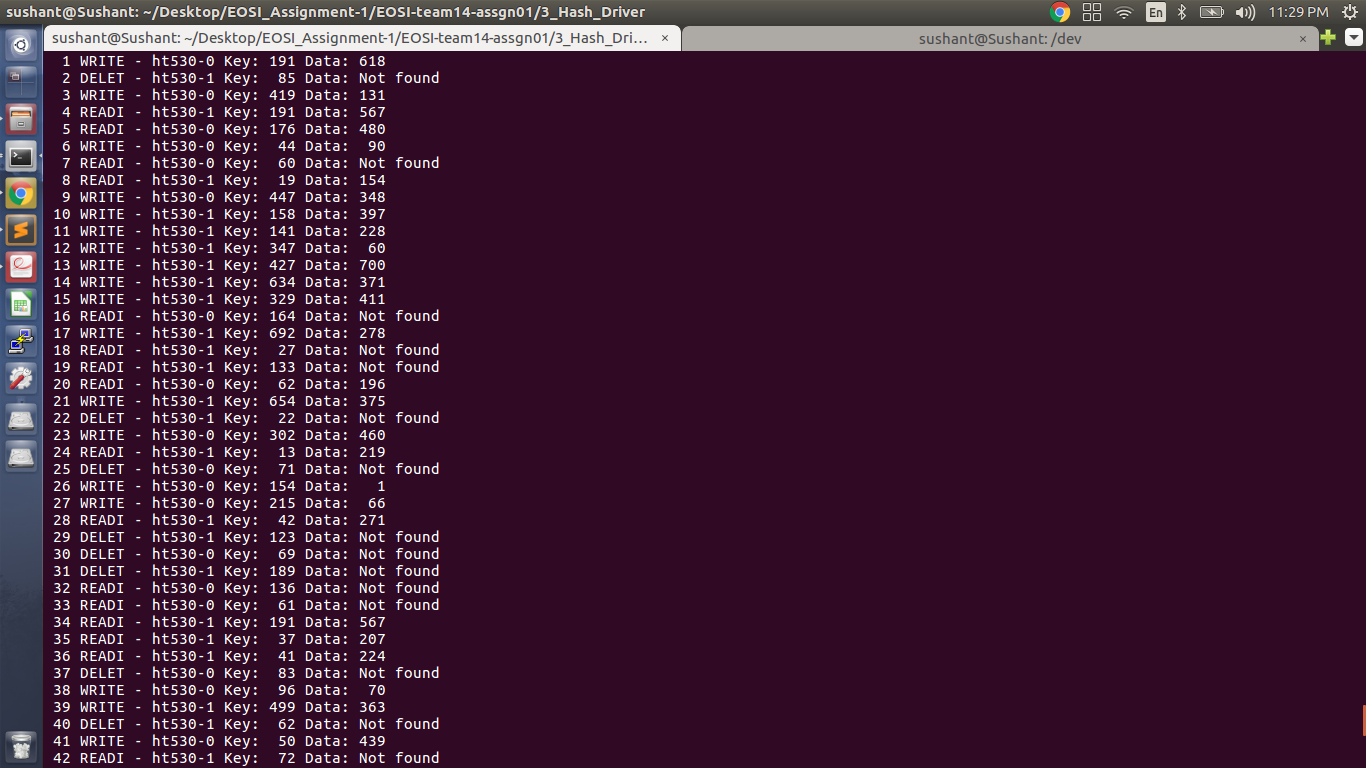 sushant@Sushant: ~/Desktop/EOSI_Assignment-1/EOSI-team14-assgn01/3_Hash_Driver En 11:29 PM
sushant@Sushant: ~/Desktop/EOSI_Assignment-1/EOSI-team14-assgn01/3_Hash_Dri... × sushant@Sushant: /dev ×
1 WRITE - ht530-0 Key: 191 Data: 618
2 DELET - ht530-1 Key:  85 Data: Not found
3 WRITE - ht530-0 Key: 419 Data: 131
4 READI - ht530-1 Key: 191 Data: 567
5 READI - ht530-0 Key: 176 Data: 480
6 WRITE - ht530-0 Key:  44 Data:  90
7 READI - ht530-0 Key:  60 Data: Not found
8 READI - ht530-1 Key:  19 Data: 154
9 WRITE - ht530-0 Key: 447 Data: 348
10 WRITE - ht530-1 Key: 158 Data: 397
11 WRITE - ht530-1 Key: 141 Data: 228
12 WRITE - ht530-0 Key: 347 Data:  60
13 WRITE - ht530-0 Key: 427 Data: 700
14 WRITE - ht530-1 Key: 634 Data: 371
15 WRITE - ht530-1 Key: 329 Data: 411
16 READI - ht530-0 Key: 164 Data: Not found
17 WRITE - ht530-1 Key: 692 Data: 278
18 READI - ht530-1 Key:  27 Data: Not found
19 READI - ht530-1 Key: 133 Data: Not found
20 READI - ht530-0 Key:  62 Data: 196
21 WRITE - ht530-1 Key: 654 Data: 375
22 DELET - ht530-1 Key:  22 Data: Not found
23 WRITE - ht530-0 Key: 302 Data: 460
24 READI - ht530-1 Key:  13 Data: 219
25 DELET - ht530-0 Key:  71 Data: Not found
26 WRITE - ht530-1 Key: 154 Data:   1
27 WRITE - ht530-0 Key: 215 Data:  66
28 READI - ht530-1 Key:  42 Data: 271
29 DELET - ht530-1 Key: 123 Data: Not found
30 DELET - ht530-0 Key:  69 Data: Not found
31 DELET - ht530-1 Key: 189 Data: Not found
32 READI - ht530-0 Key: 136 Data: Not found
33 READI - ht530-0 Key:  61 Data: Not found
34 READI - ht530-1 Key: 191 Data: 567
35 READI - ht530-1 Key:  37 Data: 207
36 READI - ht530-1 Key:  41 Data: 224
37 DELET - ht530-0 Key:  83 Data: Not found
38 WRITE - ht530-0 Key:  96 Data:  70
39 WRITE - ht530-1 Key: 499 Data: 363
40 DELET - ht530-1 Key:  62 Data: Not found
41 WRITE - ht530-0 Key:  50 Data: 439
42 READI - ht530-1 Key:  72 Data: Not found